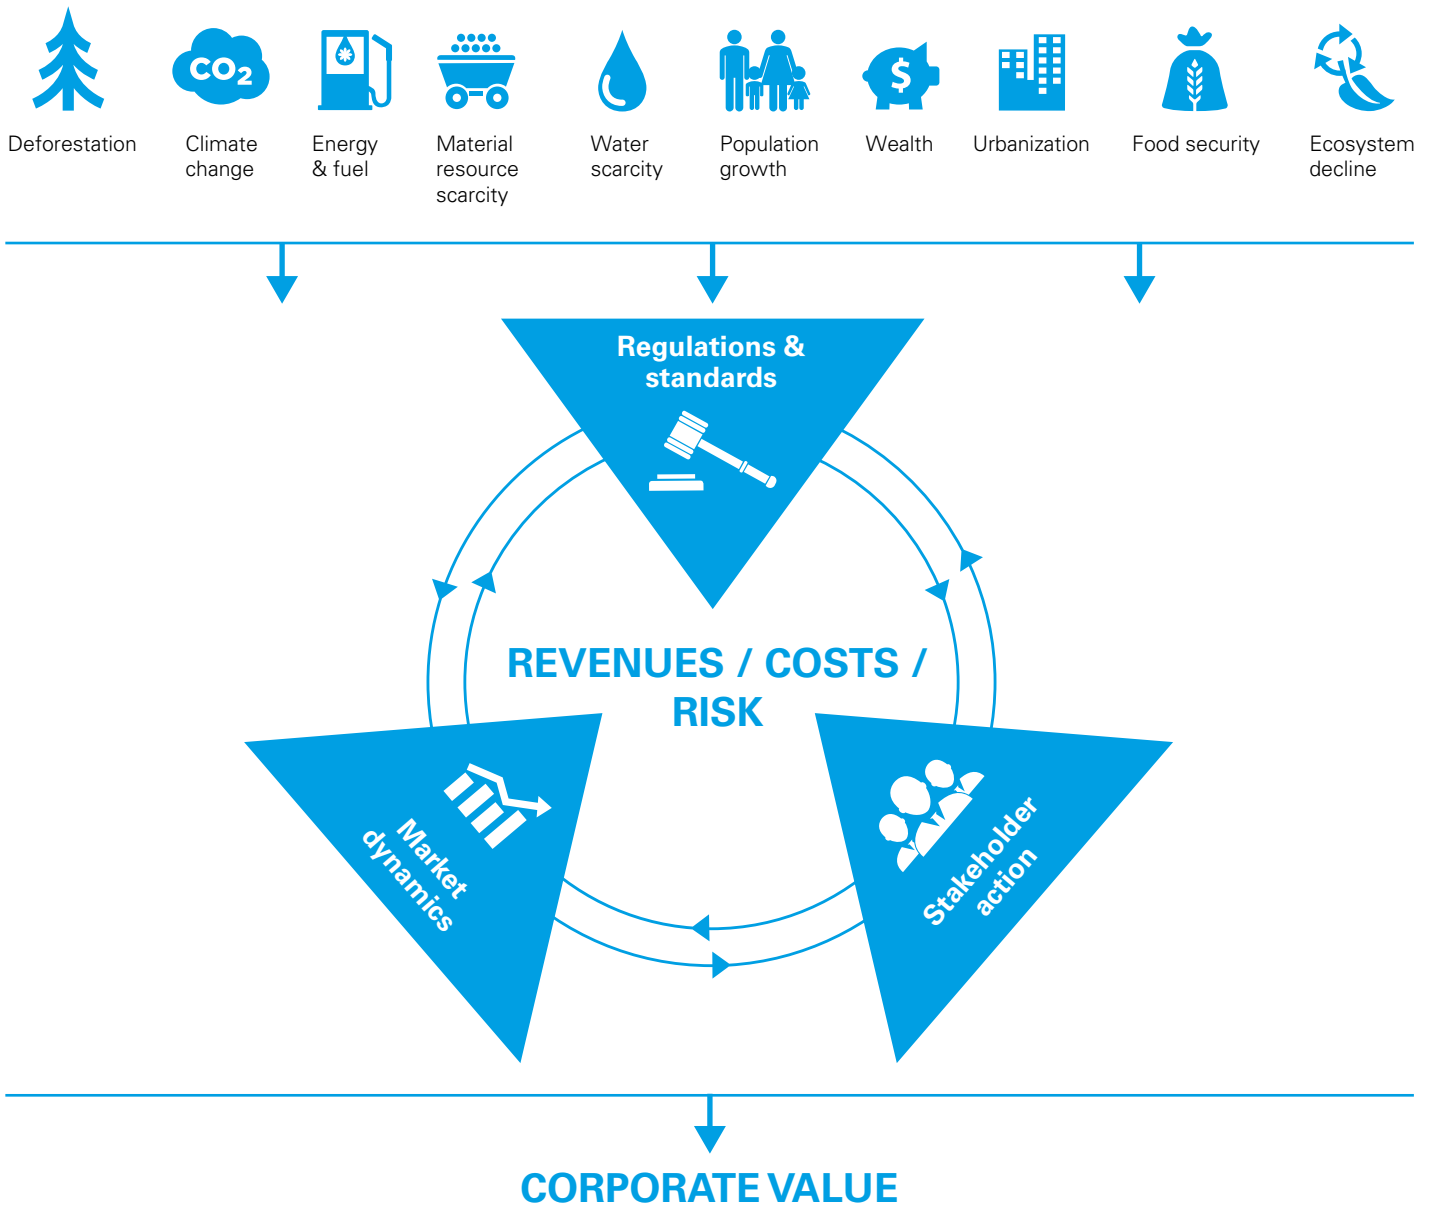 CO2
Deforestation
Climate
change
Energy
& fuel
Material
resource
scarcity
Water
scarcity
Population
growth
$
Wealth
Urbanization
Food security
Ecosystem
decline
Regulations &
standards
REVENUES / COSTS /
RISK
Market
dynamics
Stakeholder
action
CORPORATE VALUE